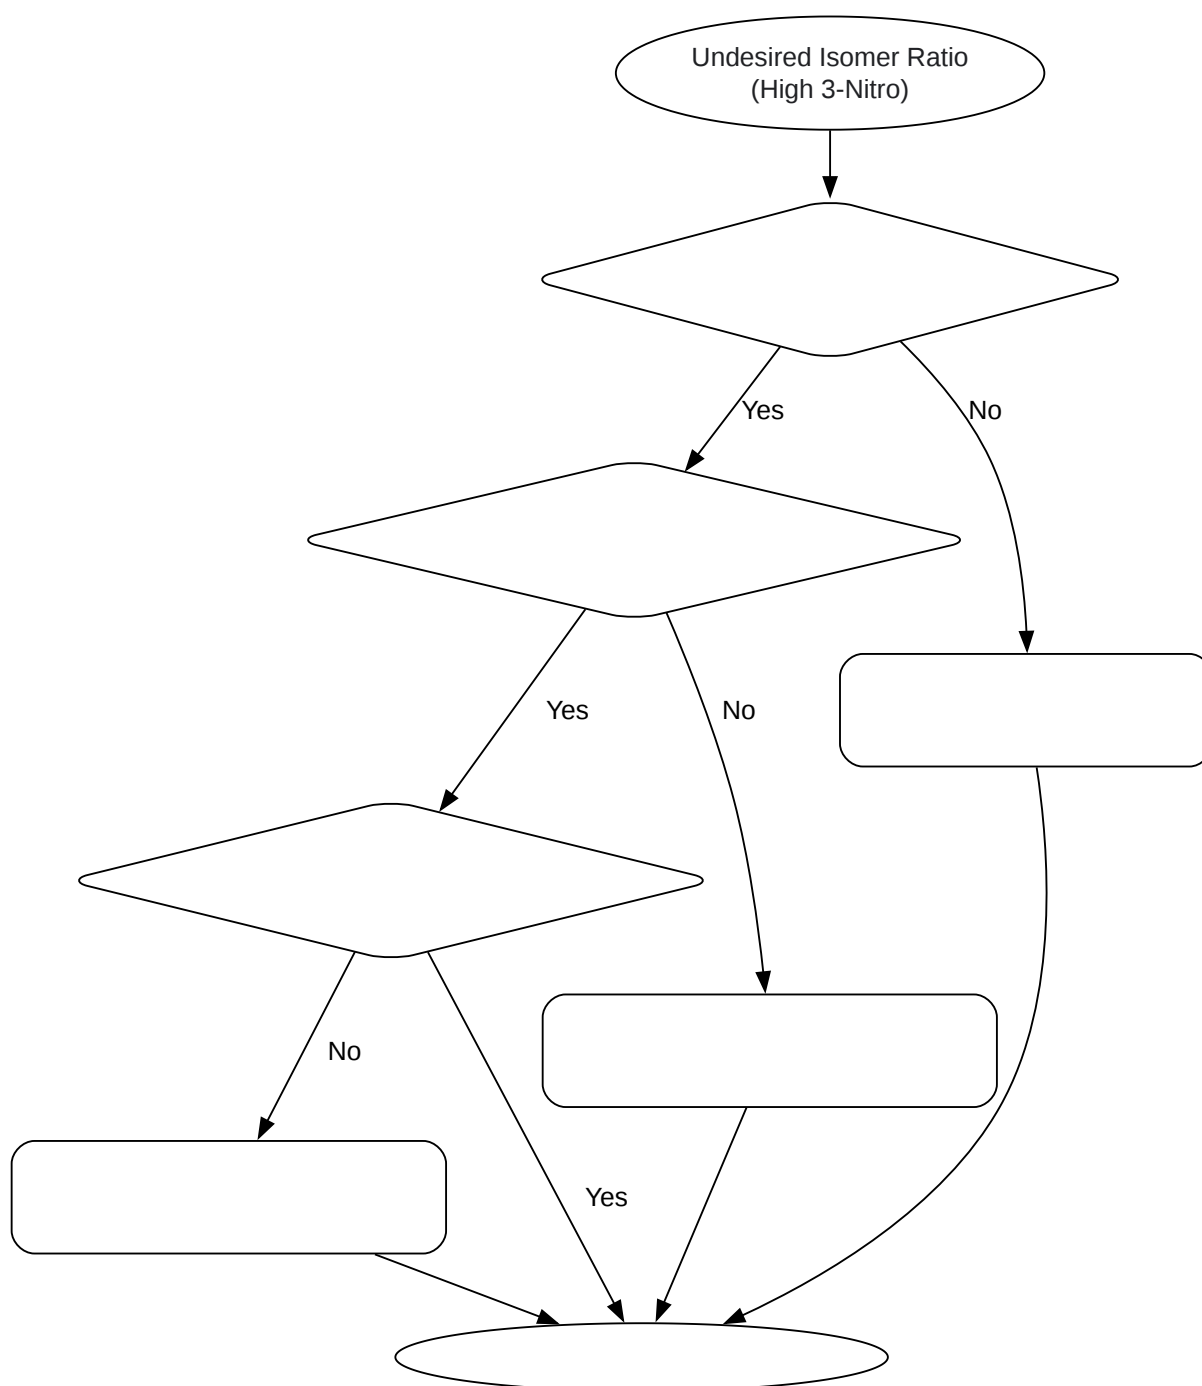 Undesired Isomer Ratio
(High 3-Nitro)
Yes
No
Yes
No
No
Yes